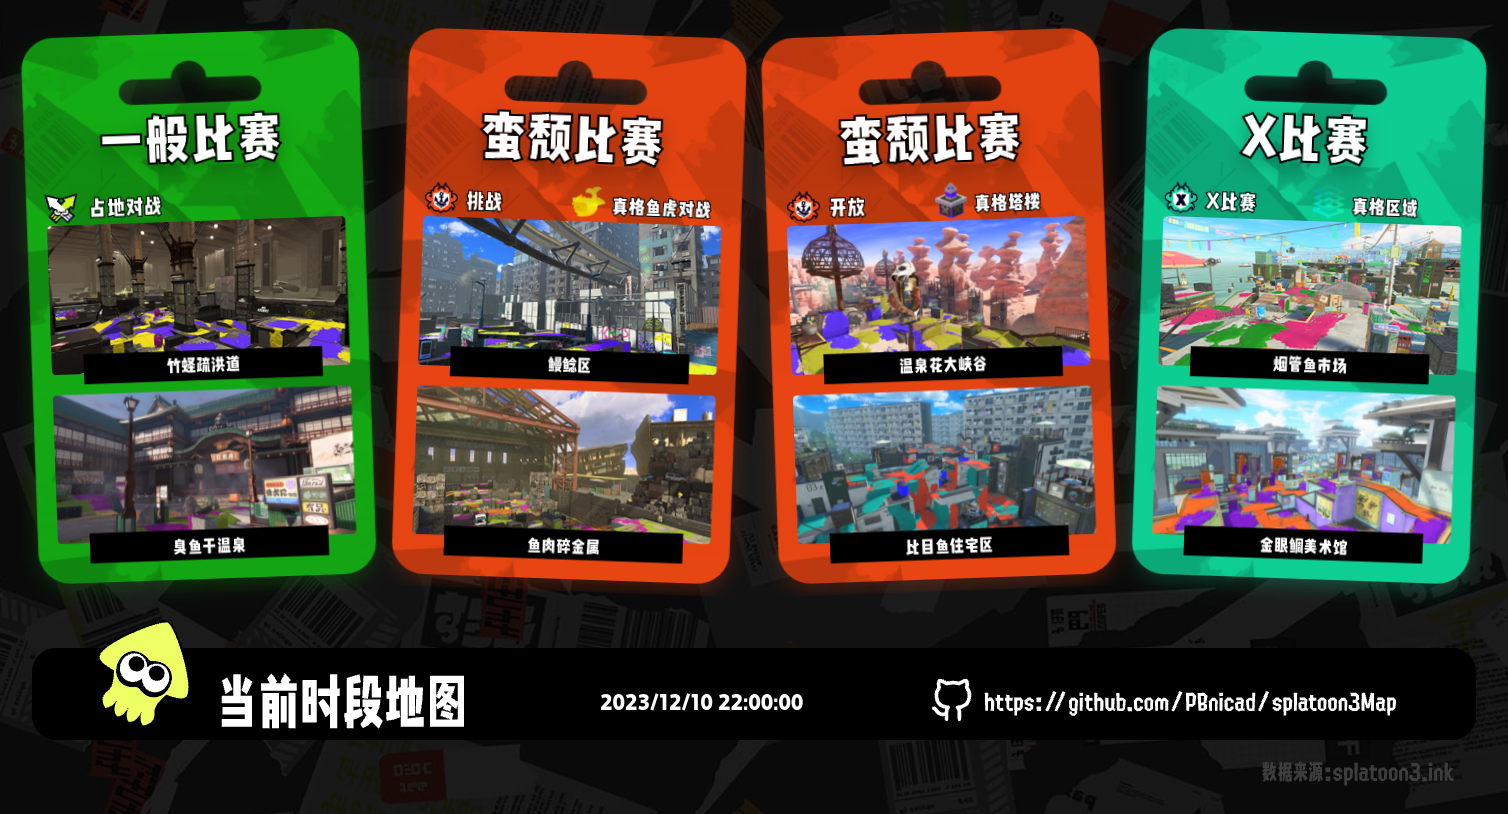 一般比赛
占地对战
竹蛏疏洪道
臭鱼干温泉
蛮颓比赛
挑战
真格鱼虎对战
鳗鲶区
鱼肉碎金属
蛮颓比赛
开放
真格塔楼
温泉花大峡谷
比目鱼住宅区
X比赛
X比赛
真格区域
烟管鱼市场
金眼鲷美术馆
当前时段地图
2023/12/10 22:00:00
https://github.com/PBnicad/splatoon3Map
数据来源:splatoon3.ink